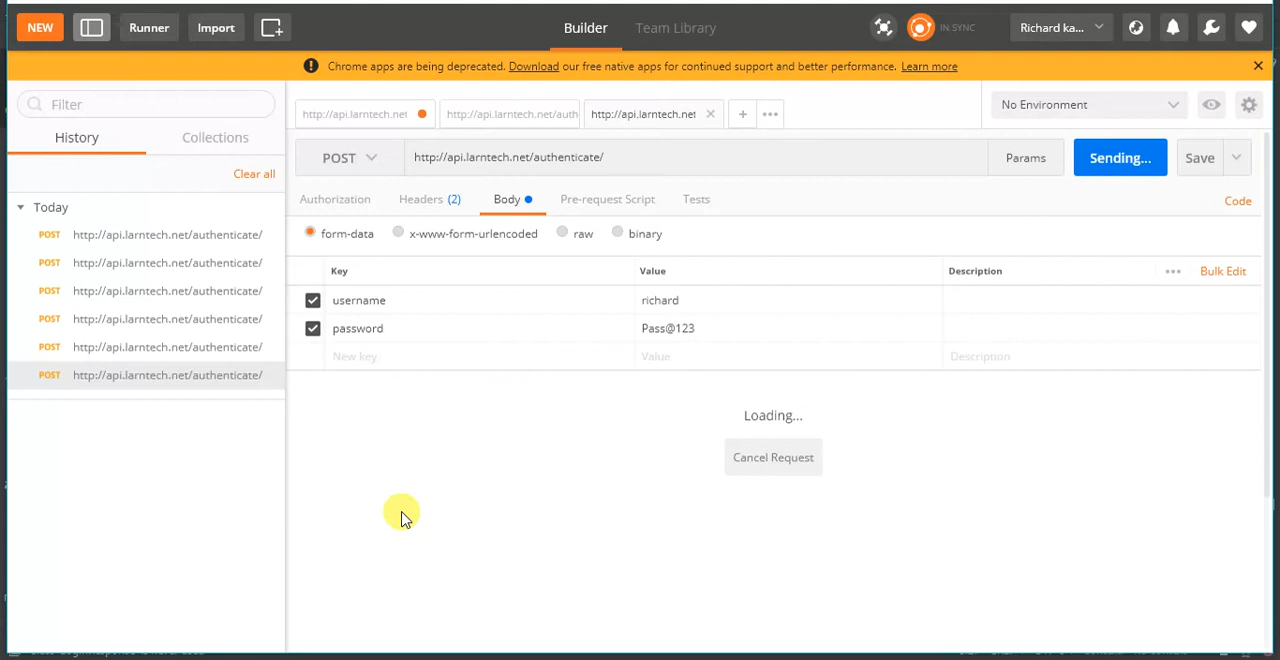 NEW Runner Import Builder Team Library IN SYNC Richard ka...
Chrome apps are being deprecated. Download our free native apps for continued support and better performance. Learn more
Filter
History Collections
Clear all
Today
POST http://api.larntech.net/authenticate/
POST http://api.larntech.net/authenticate/
POST http://api.larntech.net/authenticate/
POST http://api.larntech.net/authenticate/
POST http://api.larntech.net/authenticate/
POST http://api.larntech.net/authenticate/
http://api.larntech.net http://api.larntech.net/auth http://api.larntech.net No Environment
POST http://api.larntech.net/authenticate/ Params Sending... Save
Authorization Headers (2) Body Pre-request Script Tests Code
form-data x-www-form-urlencoded raw binary
Key Value Description Bulk Edit
username richard
password Pass@123
New key Value Description
Loading...
Cancel Request